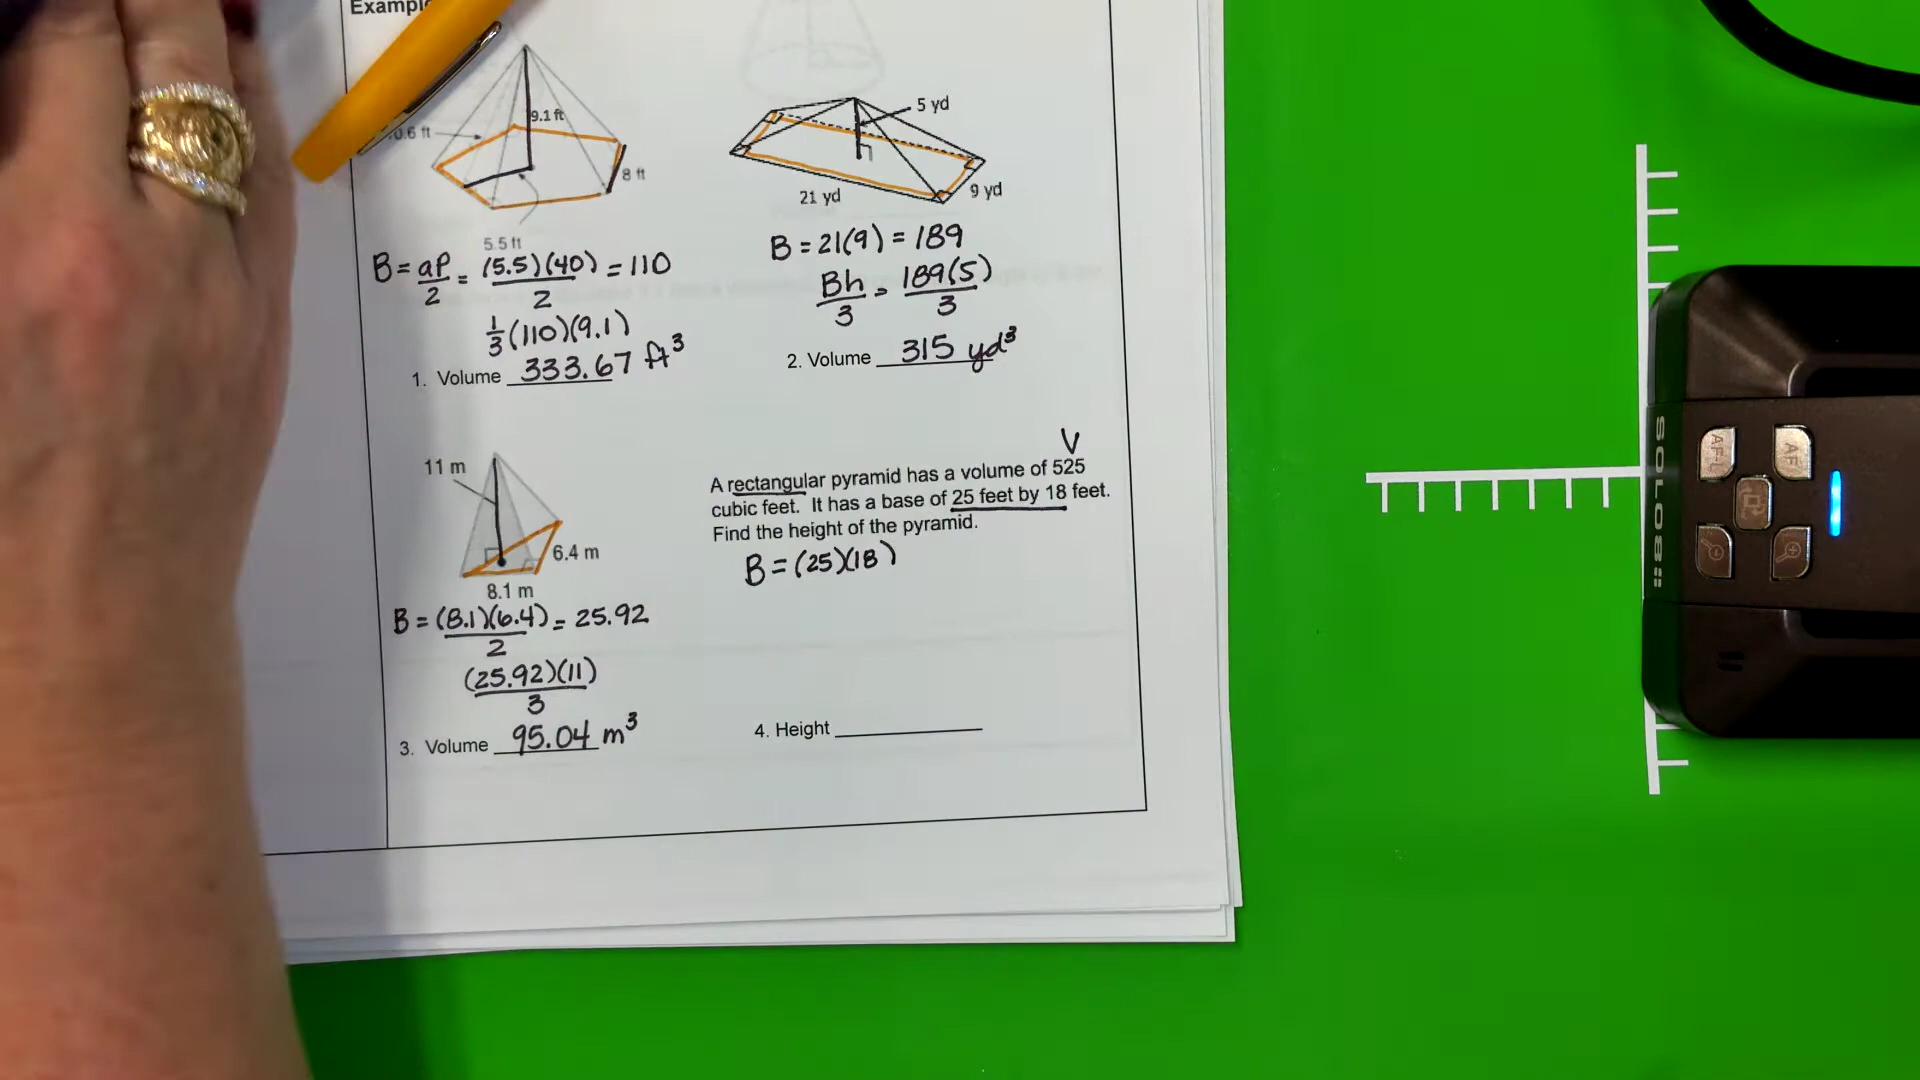 Example
9.1 ft
0.6 ft
8 ft
5.5 ft
B = aP/2 = (5.5)(40)/2 = 110
1/3 (110)(9.1)
1. Volume 333.67 ft³
5 yd
21 yd
9 yd
B = 21(9) = 189
Bh/3 = 189(5)/3
2. Volume 315 yd³
11 m
6.4 m
8.1 m
B = (8.1)(6.4)/2 = 25.92
(25.92)(11)/3
3. Volume 95.04 m³
V
A rectangular pyramid has a volume of 525
cubic feet. It has a base of 25 feet by 18 feet.
Find the height of the pyramid.
B = (25)(18)
4. Height
SOLO8
AF-L
AF